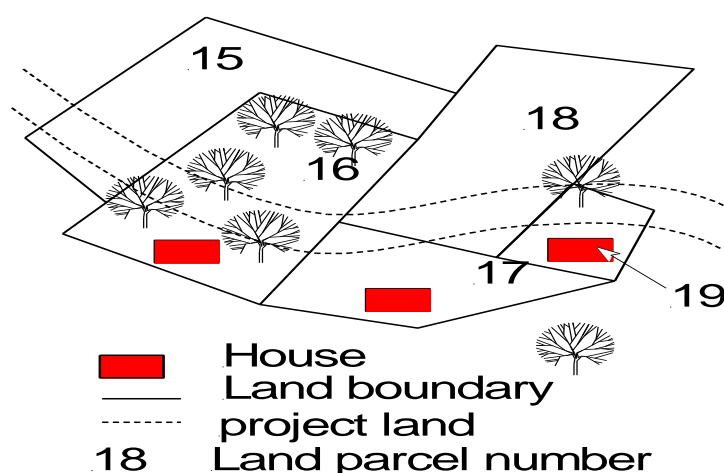 15
18
16
17
19
House
Land boundary
project land
18 Land parcel number